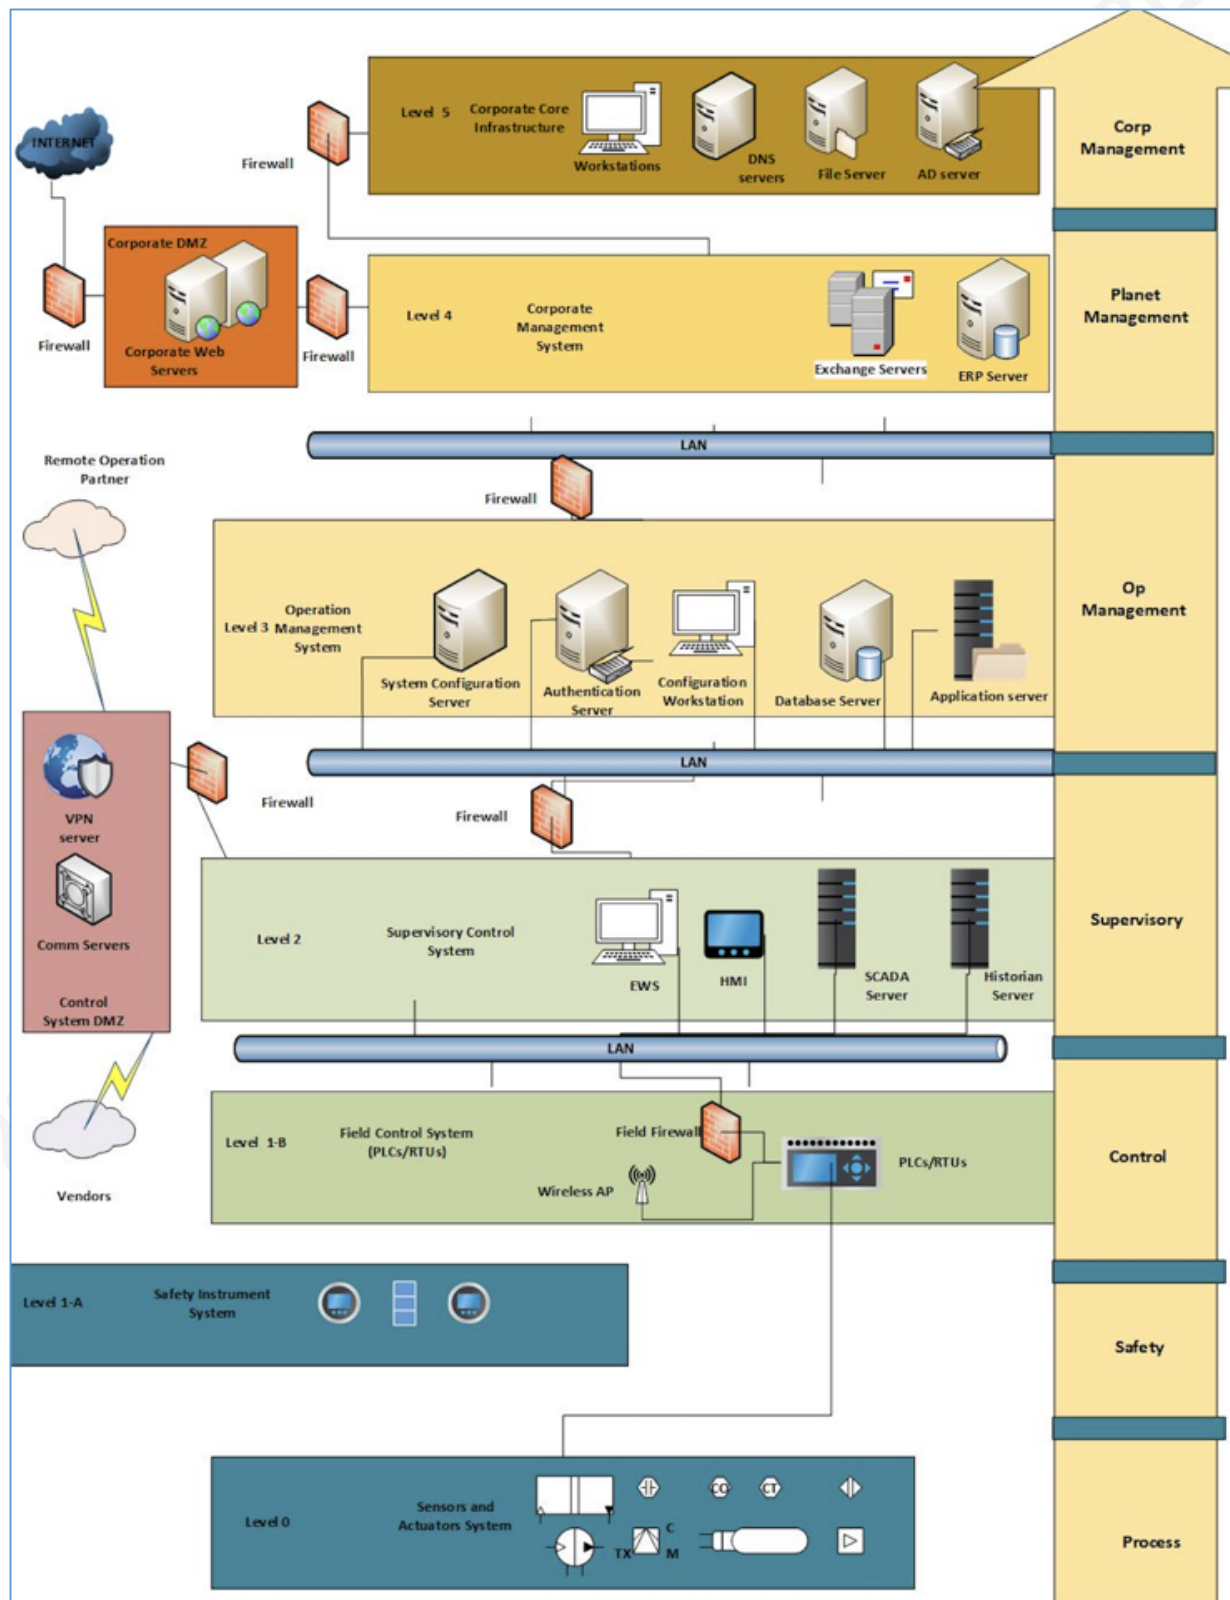 Level 5
Corporate Core
Infrastructure
Workstations
DNS
servers
File Server
AD server
Corp
Management
INTERNET
Firewall
Corporate DMZ
Corporate Web
Servers
Firewall
Firewall
Level 4
Corporate
Management
System
Exchange Servers
ERP Server
Planet
Management
LAN
Remote Operation
Partner
Firewall
Level 3
Operation
Management
System
System Configuration
Server
Authentication
Server
Configuration
Workstation
Database Server
Application server
Op
Management
LAN
VPN
server
Comm Servers
Control
System DMZ
Firewall
Firewall
Level 2
Supervisory Control
System
EWS
HMI
SCADA
Server
Historian
Server
Supervisory
LAN
Vendors
Level 1-B
Field Control System
(PLCs/RTUs)
Field Firewall
Wireless AP
PLCs/RTUs
Control
Level 1-A
Safety Instrument
System
Safety
Level 0
Sensors and
Actuators System
CO
CT
TX
C
M
Process